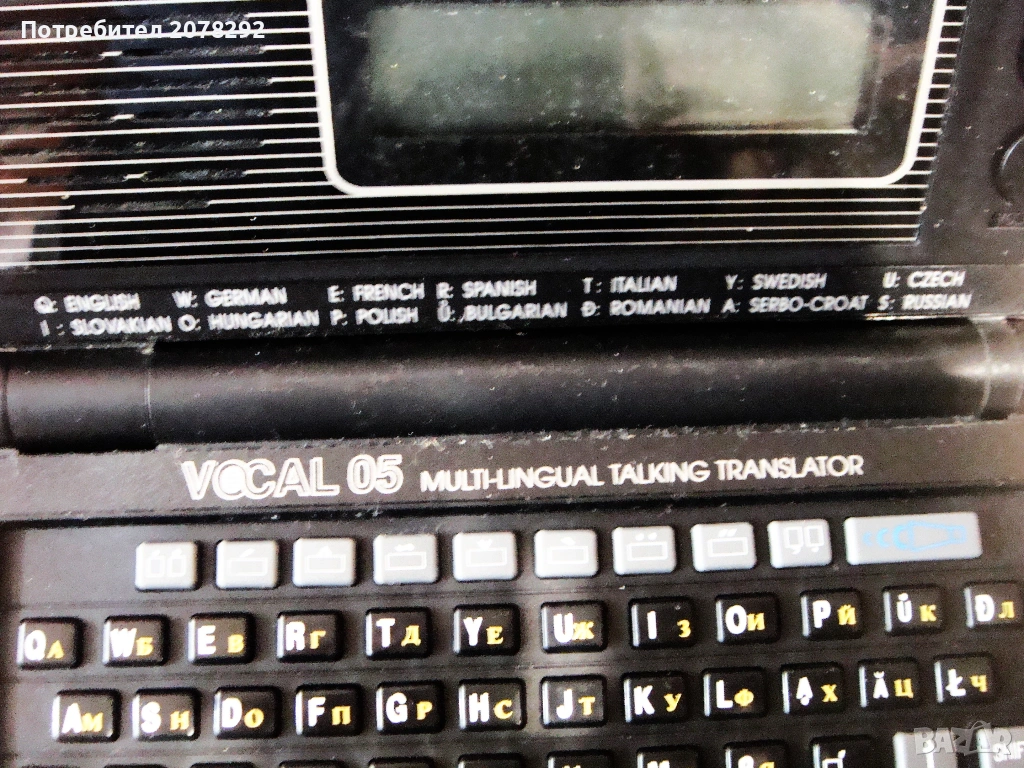 Потребител 2078292
Q: ENGLISH W: GERMAN E: FRENCH R: SPANISH T: ITALIAN Y: SWEDISH U: CZECH
I: SLOVAKIAN O: HUNGARIAN P: POLISH Ů: BULGARIAN Đ: ROMANIAN A: SERBO-CROAT S: RUSSIAN
VOCAL 05 MULTI-LINGUAL TALKING TRANSLATOR
Q А W Б E В R Г T Д Y Е U Ж I З O И P Й Ů К Đ Л
A М S Н D О F П G Р H С J Т K У L Ф Ą Х Ă Ц Ł Ч
BAZAR